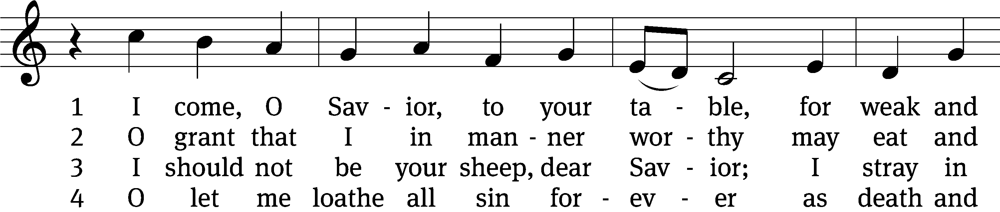 1 I come, O Sav - ior, to your ta - ble, for weak and
2 O grant that I in man - ner wor - thy may eat and
3 I should not be your sheep, dear Sav - ior; I stray in
4 O let me loathe all sin for - ev - er as death and